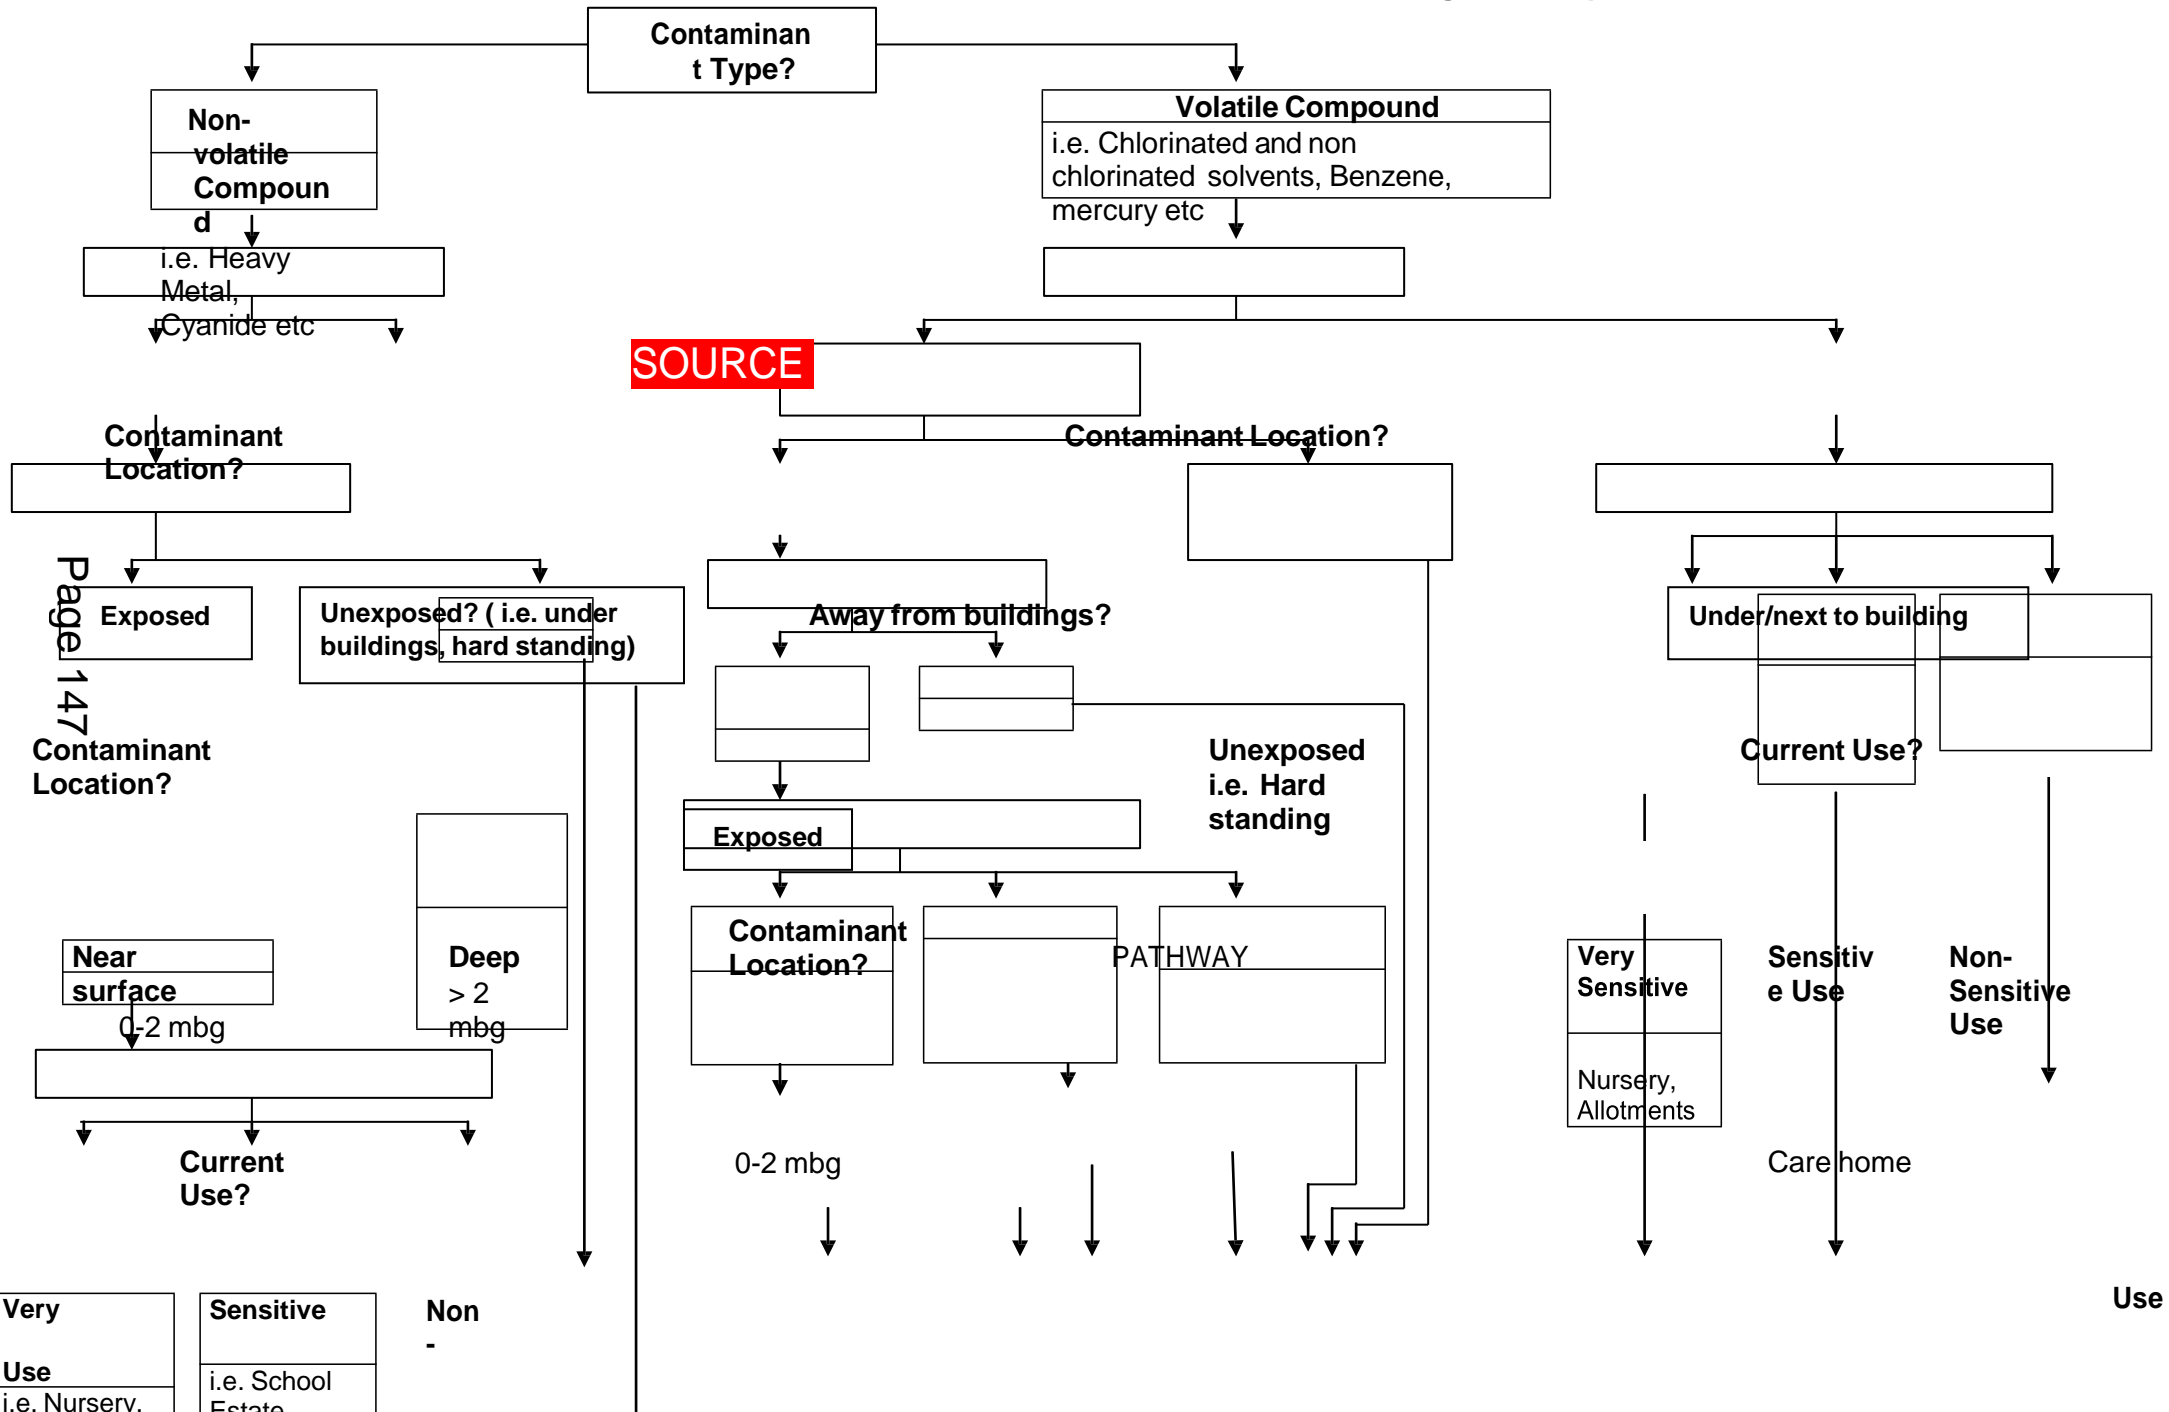 Contaminan
t Type?
Non-
volatile
Compoun
d
i.e. Heavy
Metal,
Cyanide etc
Volatile Compound
i.e. Chlorinated and non
chlorinated solvents, Benzene,
mercury etc
SOURCE
Contaminant
Location?
Contaminant Location?
Page 147
Exposed
Unexposed? ( i.e. under
buildings, hard standing)
Away from buildings?
Under/next to building
Contaminant
Location?
Unexposed
i.e. Hard
standing
Current Use?
Exposed
Near
surface
0-2 mbg
Deep
> 2
mbg
Contaminant
Location?
PATHWAY
Very
Sensitive
Nursery,
Allotments
Sensitiv
e Use
Non-
Sensitive
Use
Current
Use?
0-2 mbg
Care home
Very
Use
i.e. Nursery,
Sensitive
i.e. School
Estate
Non
-
Use